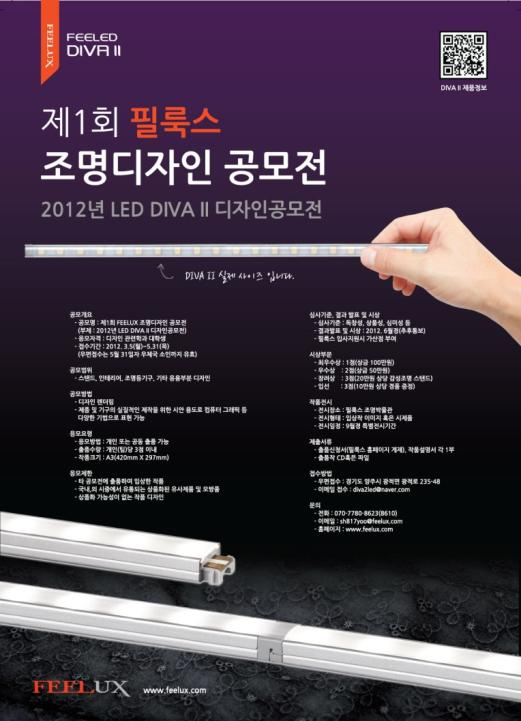 FEELUX
FEELED
DIVA II
DIVA II 제품정보
제1회 필룩스
조명디자인 공모전
2012년 LED DIVA II 디자인공모전
DIVA II 실제 사이즈 입니다.
공모개요
- 공모명 : 제1회 FEELUX 조명디자인 공모전
(부제 : 2012년 LED DIVA II 디자인공모전)
- 응모자격 : 디자인 관련학과 대학생
- 접수기간 : 2012. 3.5(월)~5.31(목)
(우편접수는 5월 31일자 우체국 소인까지 유효)
공모범위
- 스탠드, 인테리어, 조명등기구, 기타 응용부문 디자인
공모방법
- 디자인 렌더링
- 제품 및 가구의 실질적인 제작을 위한 시안 용도로 컴퓨터 그래픽 등
다양한 기법으로 표현 가능
응모요령
- 응모방법 : 개인 또는 공동 출품 가능
- 출품수량 : 개인(팀)당 3점 이내
- 작품크기 : A3(420mm X 297mm)
응모제한
- 타 공모전에 출품하여 입상한 작품
- 국내,외 시중에서 유통되는 상품화된 유사제품 및 모방품
- 상품화 가능성이 없는 작품 디자인
심사기준, 결과 발표 및 시상
- 심사기준 : 독창성, 상품성, 심미성 등
- 결과발표 및 시상 : 2012. 6월경(추후통보)
- 필룩스 입사지원시 가산점 부여
시상부문
- 최우수상 : 1점(상금 100만원)
- 우수상 : 2점(상금 50만원)
- 장려상 : 3점(20만원 상당 감성조명 스탠드)
- 입선 : 3점(10만원 상당 경품 증정)
작품전시
- 전시장소 : 필룩스 조명박물관
- 전시형태 : 입상작 이미지 혹은 시제품
- 전시일정 : 9월경 특별전시기간
제출서류
- 출품신청서(필룩스 홈페이지 게재), 작품설명서 각 1부
- 출품작 CD혹은 파일
접수방법
- 우편접수 : 경기도 양주시 광적면 광적로 235-48
- 이메일 접수 : diva2led@naver.com
문의
- 전화 : 070-7780-8623(8610)
- 이메일 : sh817yoo@feelux.com
- 홈페이지 : www.feelux.com
FEELUX www.feelux.com